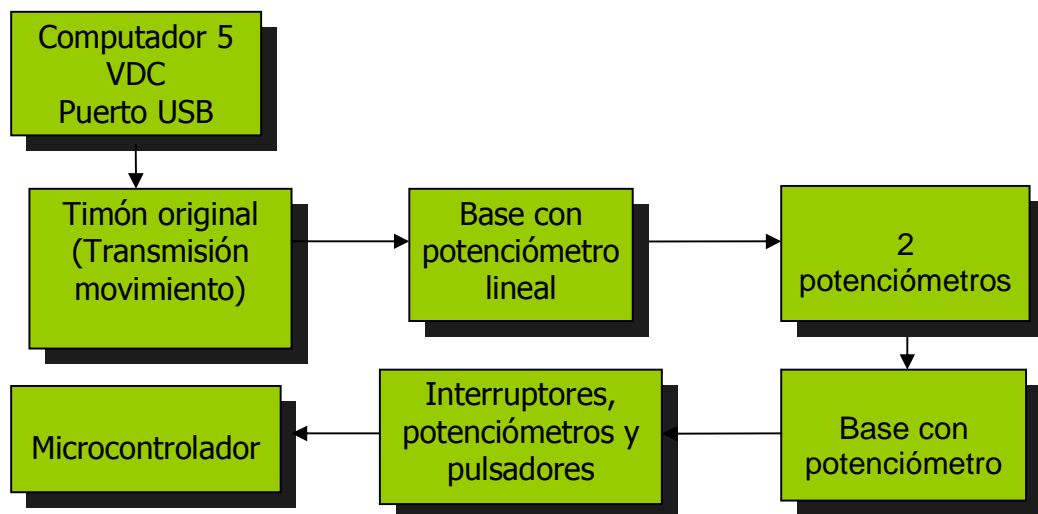 Computador 5
VDC
Puerto USB
Timón original
(Transmisión
movimiento)
Base con
potenciómetro
lineal
2
potenciómetros
Base con
potenciómetro
Interruptores,
potenciómetros y
pulsadores
Microcontrolador